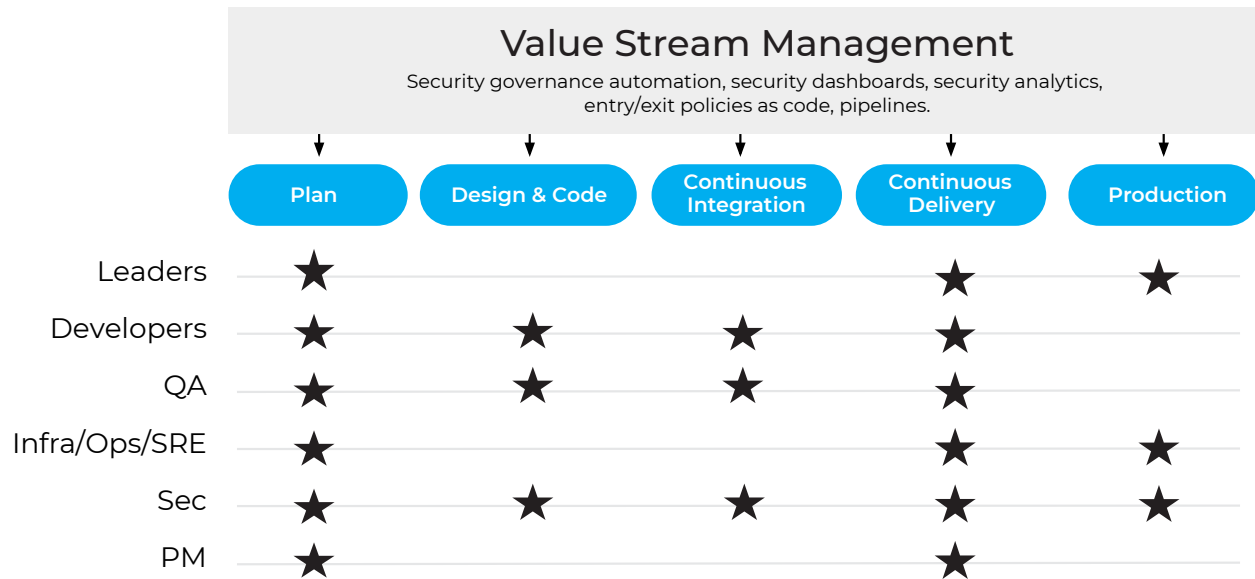 Value Stream Management
Security governance automation, security dashboards, security analytics,
entry/exit policies as code, pipelines.
Plan
Design & Code
Continuous
Integration
Continuous
Delivery
Production
Leaders
Developers
QA
Infra/Ops/SRE
Sec
PM